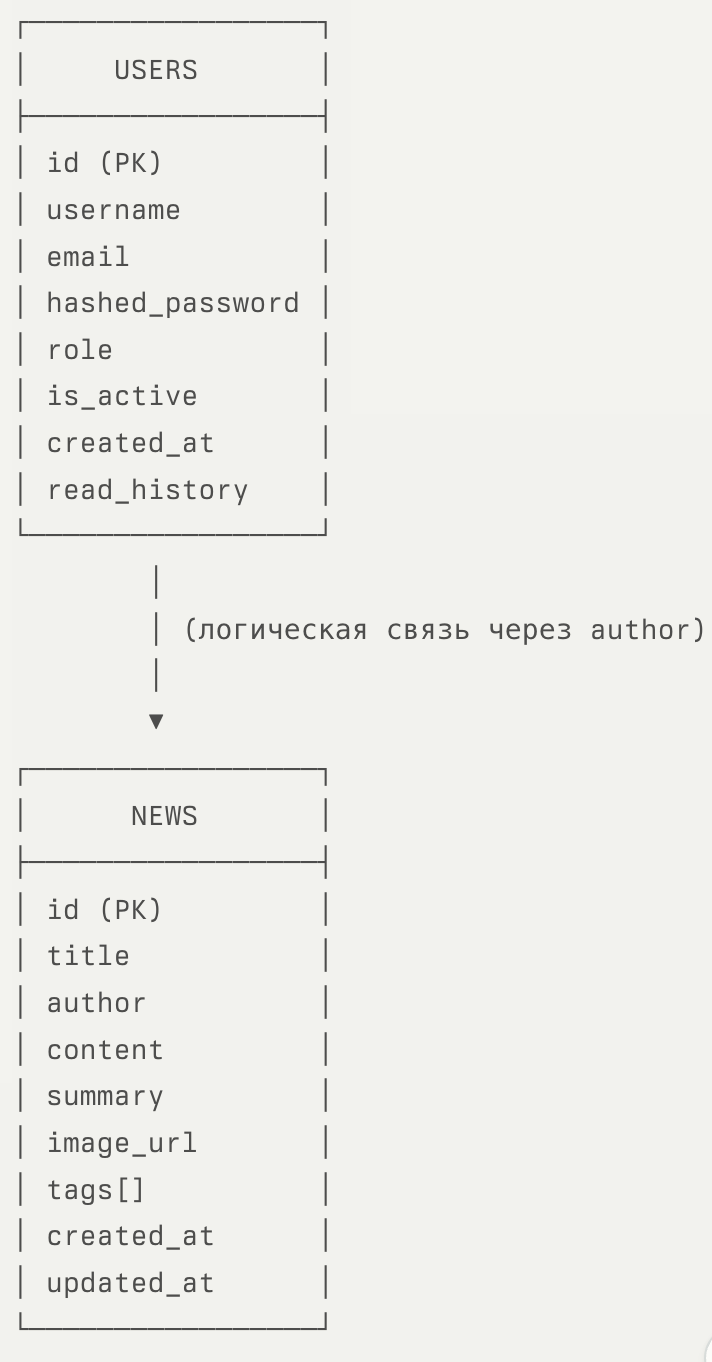 USERS
id (PK)
username
email
hashed_password
role
is_active
created_at
read_history
(логическая связь через author)
NEWS
id (PK)
title
author
content
summary
image_url
tags[]
created_at
updated_at